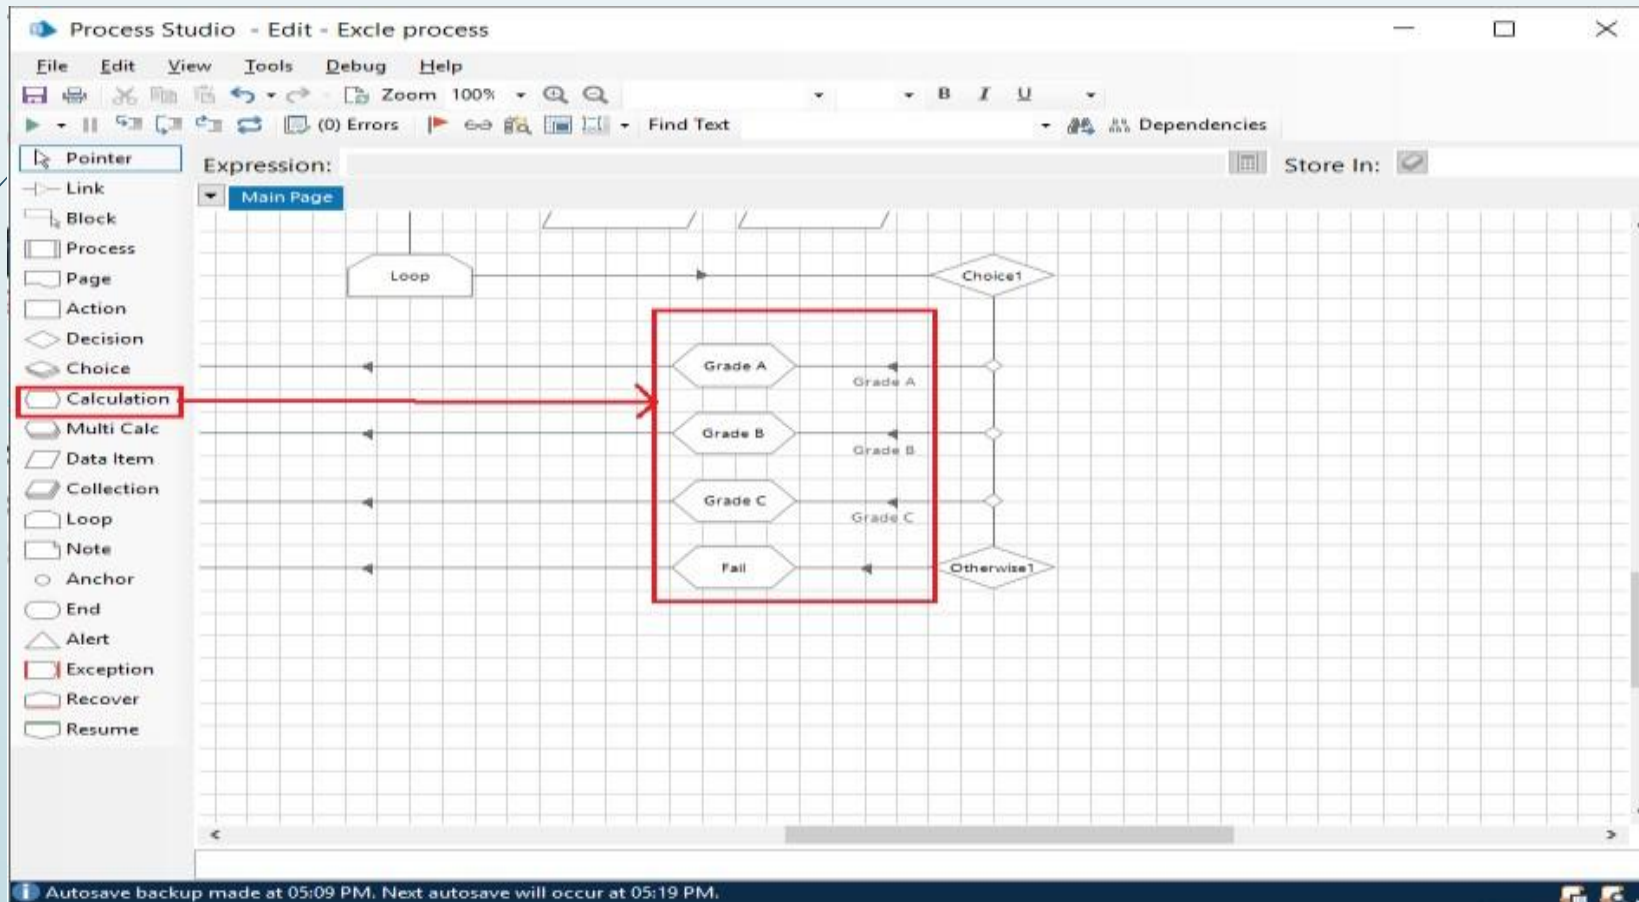 Process Studio - Edit - Excle process
File Edit View Tools Debug Help
Zoom 100% B I U
(0) Errors Find Text Dependencies
Pointer
Link
Block
Process
Page
Action
Decision
Choice
Calculation
Multi Calc
Data Item
Collection
Loop
Note
Anchor
End
Alert
Exception
Recover
Resume
Expression: Store In:
Main Page
Loop Choice1
Grade A Grade A
Grade B Grade B
Grade C Grade C
Fail Otherwise1
Autosave backup made at 05:09 PM. Next autosave will occur at 05:19 PM.